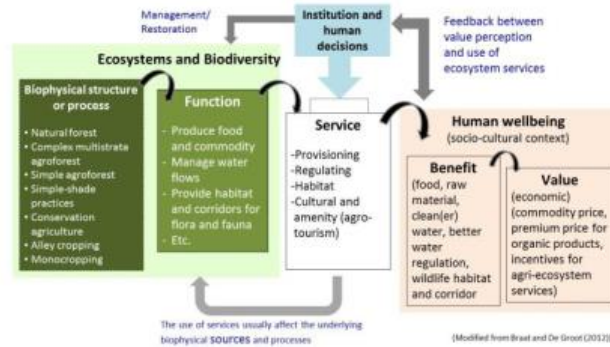 Management/
Restoration
Institution and
human
decisions
Feedback between
value perception
and use of
ecosystem services
Ecosystems and Biodiversity
Biophysical structure
or process
• Natural forest
• Complex multistrata
agroforest
• Simple agroforest
• Simple-shade
practices
• Conservation
agriculture
• Alley cropping
• Monocropping
Function
- Produce food
and commodity
- Manage water
flows
- Provide habitat
and corridors for
flora and fauna
- Etc.
Service
-Provisioning
-Regulating
-Habitat
-Cultural and
amenity (agro-
tourism)
Human wellbeing
(socio-cultural context)
Benefit
(food, raw
material,
clean(er)
water, better
water
regulation,
wildlife habitat
and corridor
Value
(economic)
(commodity price,
premium price for
organic products,
incentives for
agri-ecosystem
services)
The use of services usually affect the underlying
biophysical sources and processes
(Modified from Braat and De Groot (2012))